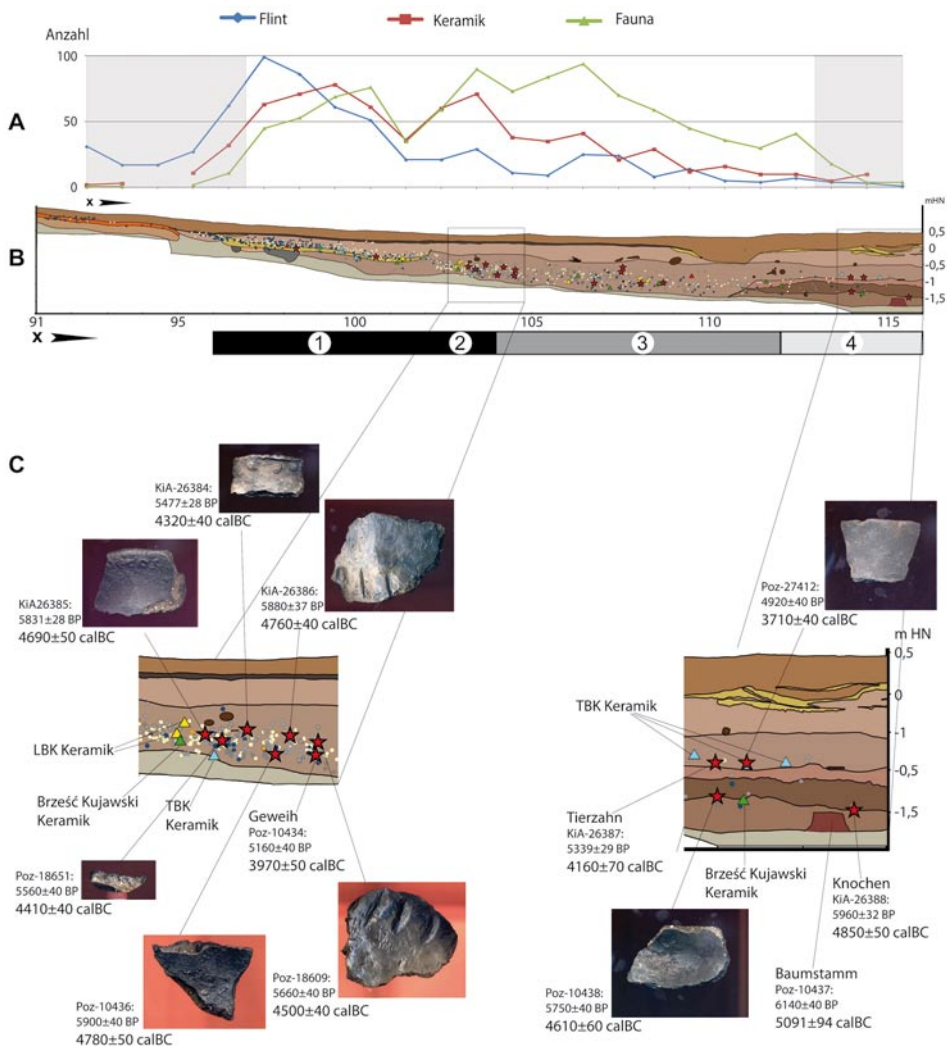 Flint Keramik Fauna
Anzahl
100
A
50
0
x
mHN
B
0,5
0
-0,5
-1
-1,5
91 95 100 105 110 115
x
1 2 3 4
C
KiA-26384:
5477±28 BP
4320±40 calBC
KiA26385:
5831±28 BP
4690±50 calBC
KiA-26386:
5880±37 BP
4760±40 calBC
Poz-27412:
4920±40 BP
3710±40 calBC
m HN
0,5
0
-1
-0,5
-1,5
LBK Keramik
Brześć Kujawski
Keramik
TBK
Keramik
Geweih
Poz-10434:
5160±40 BP
3970±50 calBC
Poz-18651:
5560±40 BP
4410±40 calBC
Poz-10436:
5900±40 BP
4780±50 calBC
Poz-18609:
5660±40 BP
4500±40 calBC
TBK Keramik
Tierzahn
KiA-26387:
5339±29 BP
4160±70 calBC
Brześć Kujawski
Keramik
Knochen
KiA-26388:
5960±32 BP
4850±50 calBC
Baumstamm
Poz-10437:
6140±40 BP
5091±94 calBC
Poz-10438:
5750±40 BP
4610±60 calBC